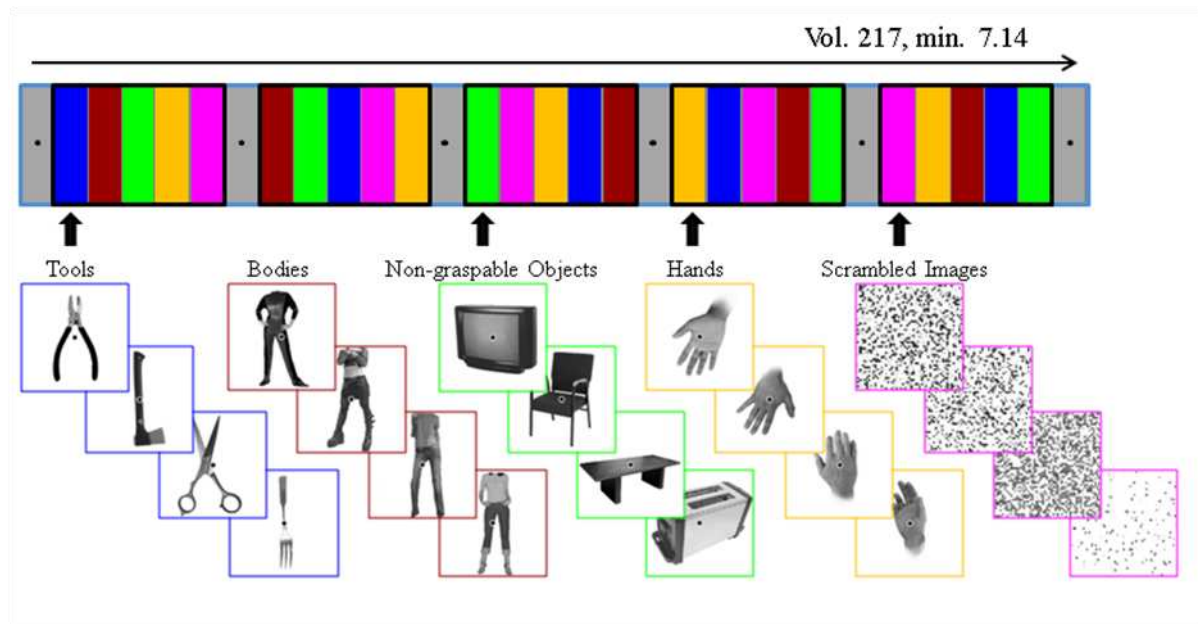 Vol. 217, min. 7.14
Tools
Bodies
Non-graspable Objects
Hands
Scrambled Images